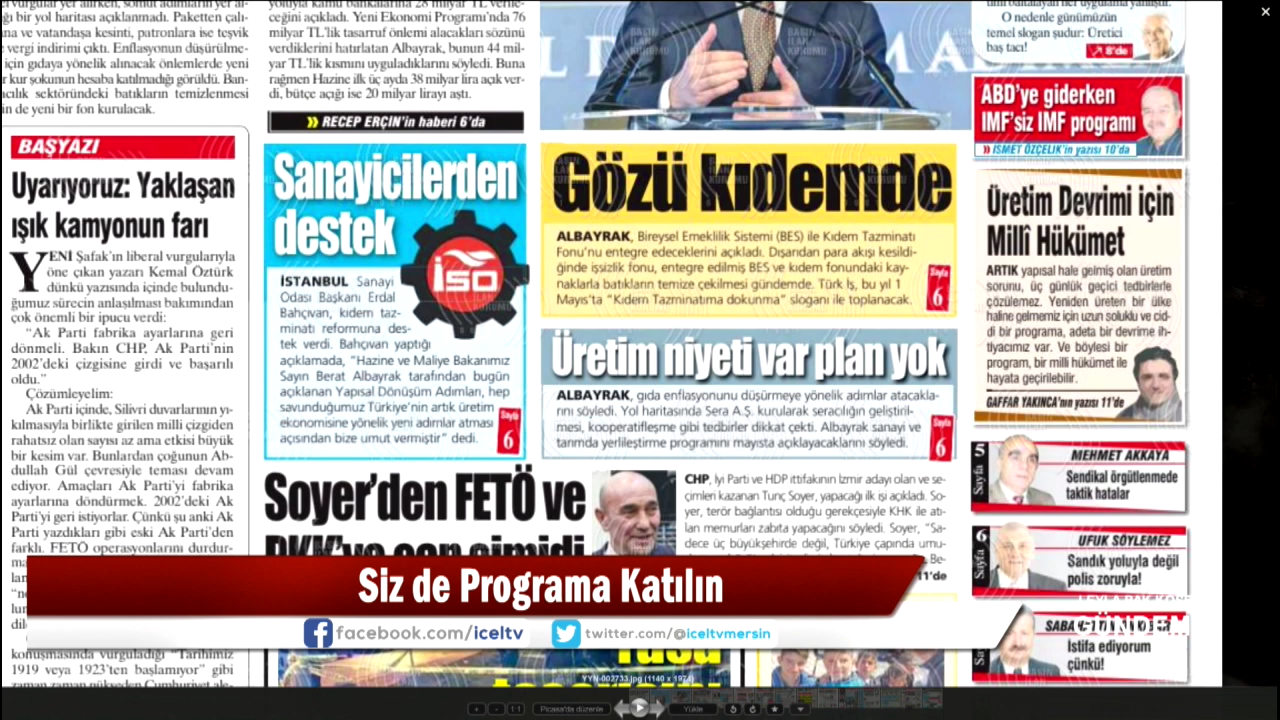 za vurgular yer alırken, somut adımların yer al-
ğı bir yol haritası açıklanmadı. Paketten çalı-
na ve vatandaşa kesinti, patronlara ise teşvik
vergi indirimi çıktı. Enflasyonun düşürülme-
için gıdaya yönelik alınacak önlemlerde yeni
kur şokunun hesaba katılmadığı görüldü. Ban-
cılık sektöründeki batıkların temizlenmesi
in de yeni bir fon kurulacak.
yoluyla kamu bankalarına 28 milyar TL verile-
ceğini açıkladı. Yeni Ekonomi Programı'nda 76
milyar TL'lik tasarruf önlemi alacakları sözünü
verdiklerini hatırlatan Albayrak, bunun 44 mil-
yar TL'lik kısmını uyguladıklarını söyledi. Buna
rağmen Hazine ilk üç ayda 38 milyar lira açık ver-
di, bütçe açığı ise 20 milyar lirayı aştı.
RECEP ERÇİN'in haberi 6'da
BAŞYAZI
Uyarıyoruz: Yaklaşan
ışık kamyonun farı
YENİ Şafak'ın liberal vurgularıyla
öne çıkan yazarı Kemal Öztürk
dünkü yazısında içinde bulundu-
ğumuz sürecin anlaşılması bakımından
çok önemli bir ipucu verdi:
"Ak Parti fabrika ayarlarına geri
dönmeli. Bakın CHP, Ak Parti'nin
2002'deki çizgisine girdi ve başarılı
oldu."
Çözümleyelim:
Ak Parti içinde, Silivri duvarlarının yı-
kılmasıyla birlikte girilen milli çizgiden
rahatsız olan sayısı az ama etkisi büyük
bir kesim var. Bunlardan çoğunun Ab-
dullah Gül çevresiyle teması devam
ediyor. Amaçları Ak Parti'yi fabrika
ayarlarına döndürmek. 2002'deki Ak
Parti'yi geri istiyorlar. Çünkü şu anki Ak
Parti yazdıkları gibi eski Ak Parti'den
farklı. FETÖ operasyonlarını durdur-
konuşmasında vurguladığı "Tarihimiz
1919 veya 1923'ten başlamıyor" gibi
zaman zaman nükseden Cumhuriyet ale-
Sanayicilerden
destek
İSO
İSTANBUL Sanayi
Odası Başkanı Erdal
Bahçıvan, kıdem taz-
minatı reformuna des-
tek verdi. Bahçıvan yaptığı
açıklamada, "Hazine ve Maliye Bakanımız
Sayın Berat Albayrak tarafından bugün
açıklanan Yapısal Dönüşüm Adımları, hep
savunduğumuz Türkiye'nin artık üretim
ekonomisine yönelik yeni adımlar atması
açısından bize umut vermiştir" dedi.
Sayfa
6
Gözü kıdemde
ALBAYRAK, Bireysel Emeklilik Sistemi (BES) ile Kıdem Tazminatı
Fonu'nu entegre edeceklerini açıkladı. Dışarıdan para akışı kesildi-
ğinde işsizlik fonu, entegre edilmiş BES ve kıdem fonundaki kay-
naklarla batıkların temize çekilmesi gündemde. Türk İş, bu yıl 1
Mayıs'ta "Kıdem Tazminatıma dokunma" sloganı ile toplanacak.
Sayfa
6
Üretim niyeti var plan yok
ALBAYRAK, gıda enflasyonunu düşürmeye yönelik adımlar atacakla-
rını söyledi. Yol haritasında Sera A.Ş. kurularak seracılığın geliştiril-
mesi, kooperatifleşme gibi tedbirler dikkat çekti. Albayrak sanayi ve
tarımda yerlileştirme programını mayısta açıklayacaklarını söyledi.
Sayfa
6
Soyer'den FETÖ ve
CHP, İyi Parti ve HDP ittifakının İzmir adayı olan ve se-
çimleri kazanan Tunç Soyer, yapacağı ilk işi açıkladı. So-
yer, terör bağlantısı olduğu gerekçesiyle KHK ile atı-
lan memurları zabıta yapacağını söyledi. Soyer, "Sa-
dece üç büyükşehirde değil, Türkiye çapında umu-
11'de
O nedenle günümüzün
temel slogan şudur: Üretici
baş tacı!
8'de
ABD'ye giderken
IMF'siz IMF programı
İSMET ÖZÇELİK'in yazısı 10'da
Üretim Devrimi için
Millî Hükümet
ARTIK yapısal hale gelmiş olan üretim
sorunu, üç günlük geçici tedbirlerle
çözülemez. Yeniden üreten bir ülke
haline gelmemiz için uzun soluklu ve cid-
di bir programa, adeta bir devrime ih-
tiyacımız var. Ve böylesi bir
program, bir milli hükümet ile
hayata geçirilebilir.
GAFFAR YAKINCA'nın yazısı 11'de
Sayfa 5
MEHMET AKKAYA
Sendikal örgütlenmede
taktik hatalar
Sayfa 6
UFUK SÖYLEMEZ
Sandık yoluyla değil
polis zoruyla!
İstifa ediyorum
çünkü!
GÜNDEM
Siz de Programa Katılın
facebook.com/iceltv
twitter.com/@iceltvmersin
YYN-002733.jpg (1140 x 1974)
1:1
Picasa'da düzenle
Yükle